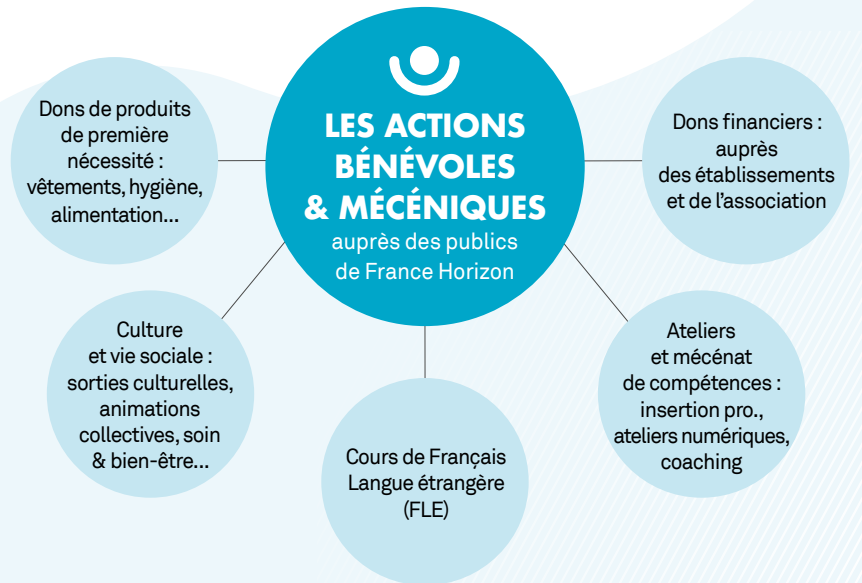 LES ACTIONS
BÉNÉVOLES
& MÉCÉNIQUES
auprès des publics
de France Horizon
Dons de produits
de première
nécessité :
vêtements, hygiène,
alimentation...
Dons financiers :
auprès
des établissements
et de l’association
Culture
et vie sociale :
sorties culturelles,
animations
collectives, soin
& bien-être...
Cours de Français
Langue étrangère
(FLE)
Ateliers
et mécénat
de compétences :
insertion pro.,
ateliers numériques,
coaching